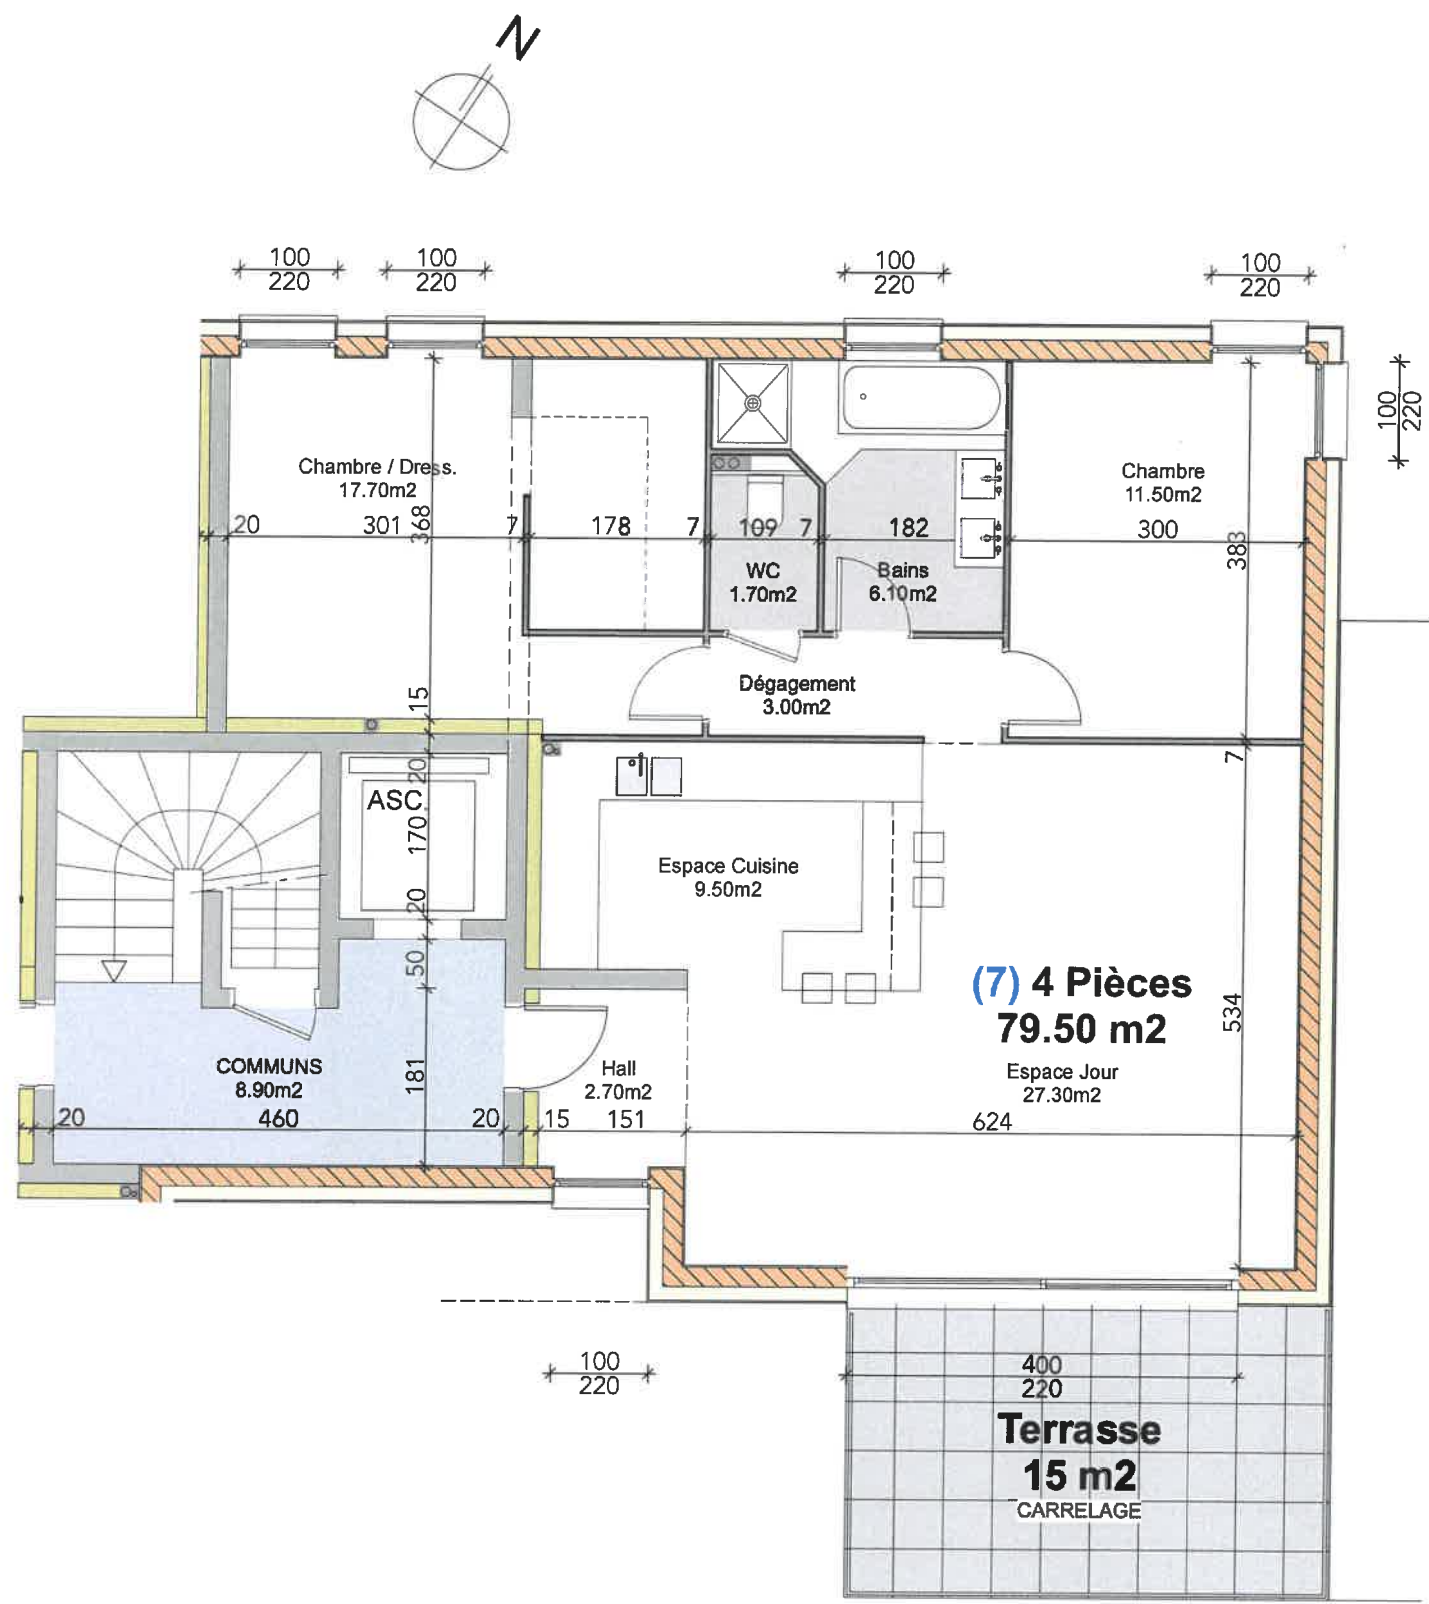 N
100
220
100
220
100
220
100
220
100
220
Chambre / Dress.
17.70m2
Chambre
11.50m2
20
301
7
178
7
109
7
182
300
368
383
WC
1.70m2
Bains
6.10m2
Dégagement
3.00m2
15
7
20
ASC.
170
20
Espace Cuisine
9.50m2
50
(7) 4 Pièces
79.50 m2
534
COMMUNS
8.90m2
181
Hall
2.70m2
Espace Jour
27.30m2
20
460
20
15
151
624
100
220
400
220
Terrasse
15 m2
CARRELAGE